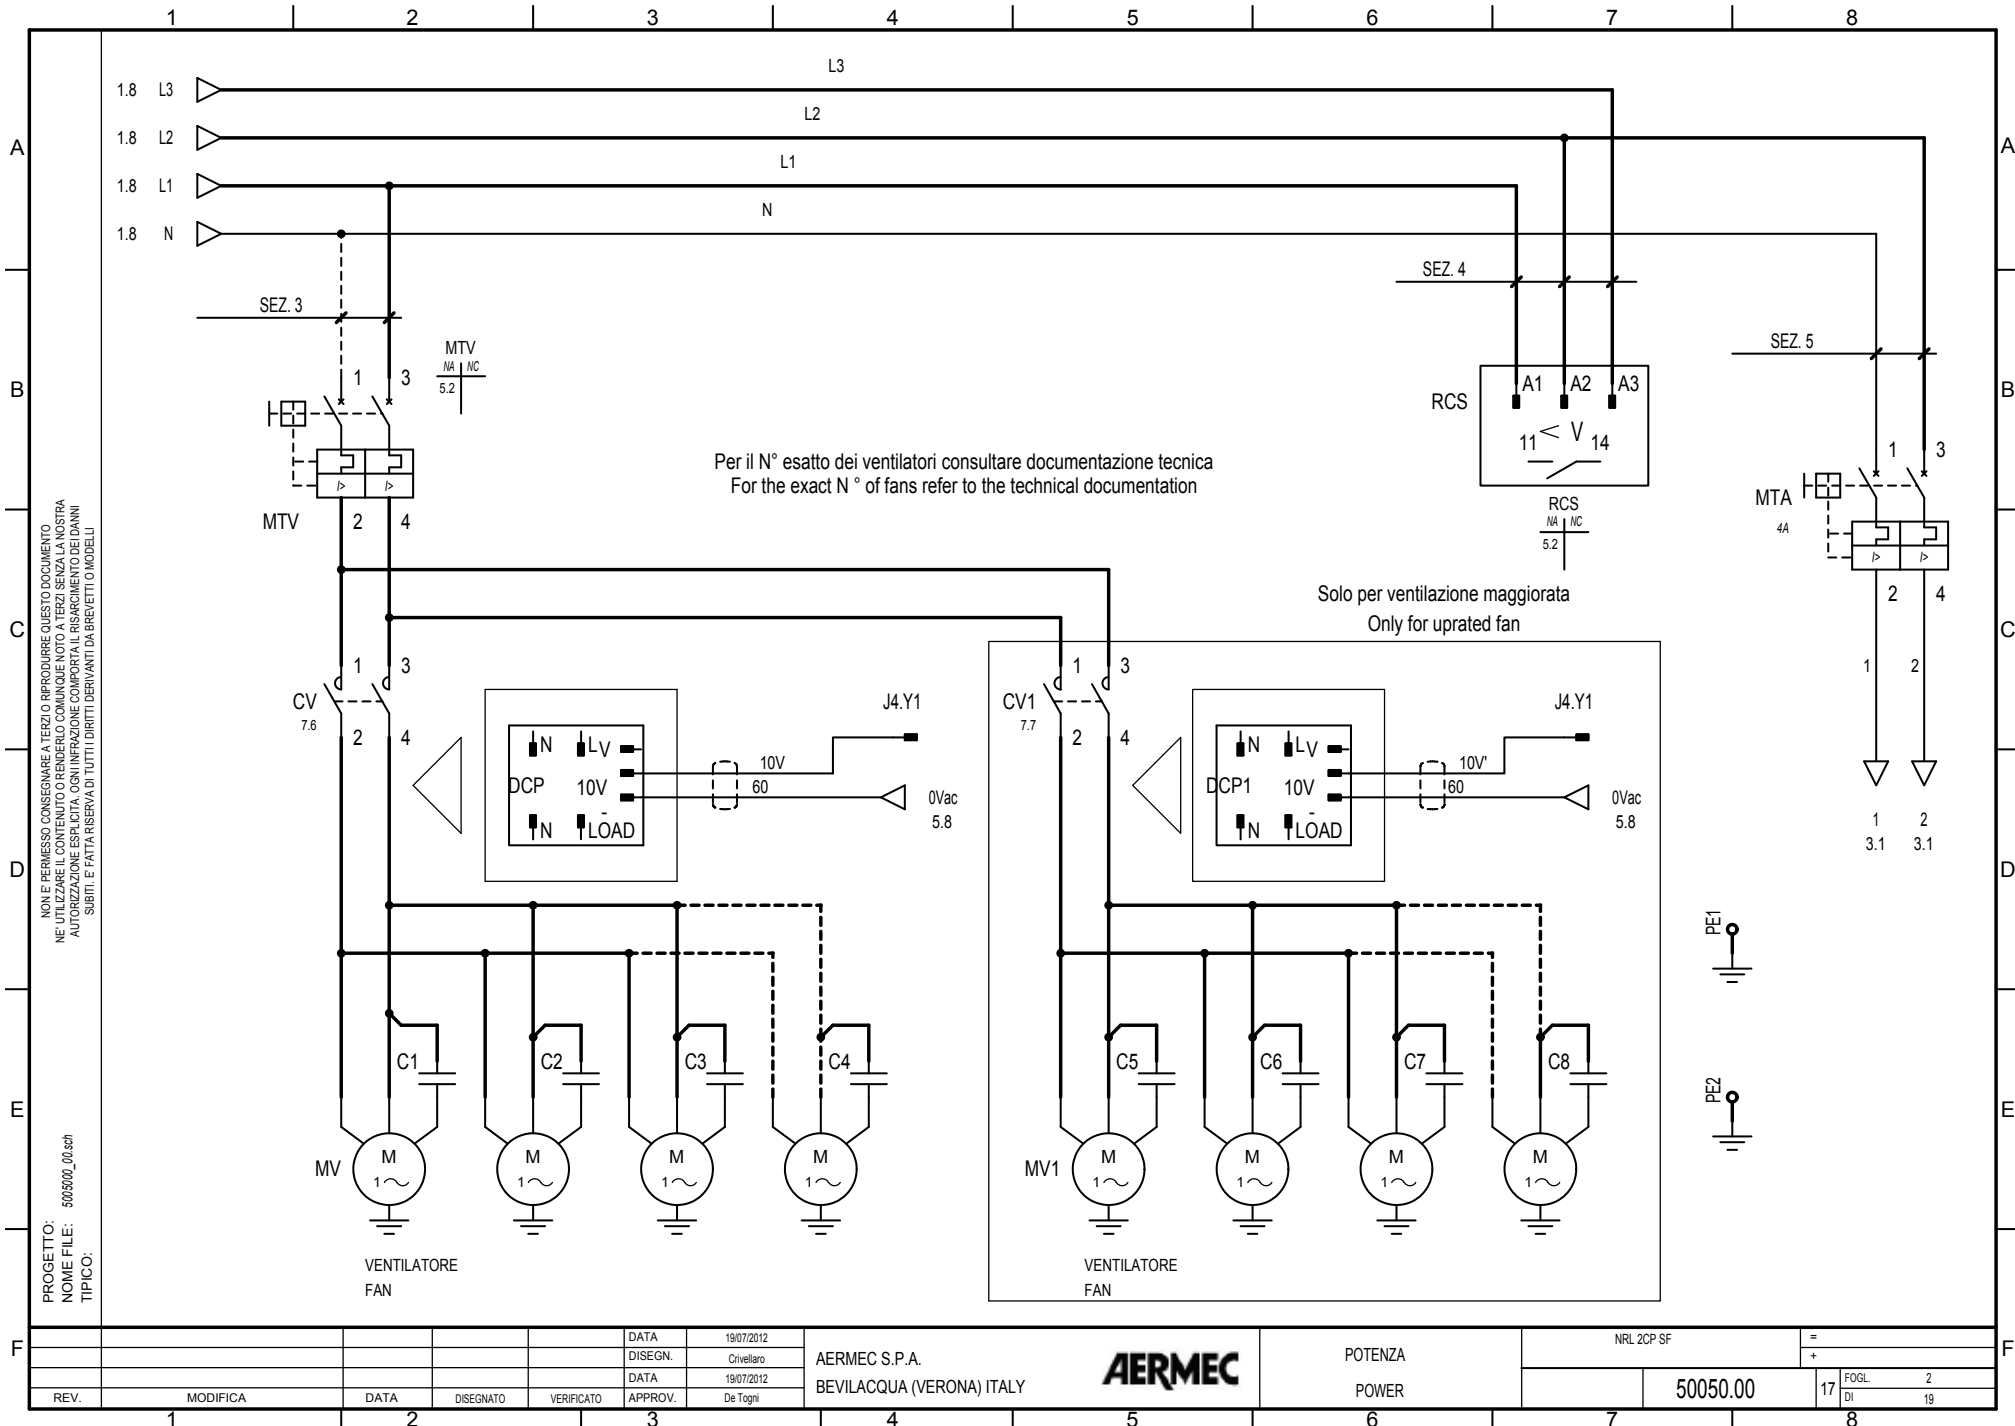 1 2 3 4 5 6 7 8
A A
B B
C C
D D
E E
F F
1.8 L3
L3
1.8 L2
L2
1.8 L1
L1
1.8 N
N
SEZ. 3
SEZ. 4
SEZ. 5
MTV
NA NC
5.2
1 3
MTV
I> I>
2 4
Per il N° esatto dei ventilatori consultare documentazione tecnica
For the exact N ° of fans refer to the technical documentation
RCS
A1 A2 A3
< V
11 14
RCS
NA NC
5.2
1 3
MTA
4A
I> I>
2 4
1 2
1 2
3.1 3.1
Solo per ventilazione maggiorata
Only for uprated fan
1 3
CV
7.6
2 4
N L V
DCP 10V
-
N LOAD
10V
60
J4.Y1
0Vac
5.8
1 3
CV1
7.7
2 4
N L V
DCP1 10V
-
N LOAD
10V'
60
J4.Y1
0Vac
5.8
PE1
PE2
C1 C2 C3 C4 C5 C6 C7 C8
MV
M M M M
1 1 1 1
MV1
M M M M
1 1 1 1
VENTILATORE
FAN
VENTILATORE
FAN
NON E' PERMESSO CONSEGNARE A TERZI O RIPRODURRE QUESTO DOCUMENTO
NE' UTILIZZARE IL CONTENUTO O RENDERLO COMUNQUE NOTO A TERZI SENZA LA NOSTRA
AUTORIZZAZIONE ESPLICITA. OGNI INFRAZIONE COMPORTA IL RISARCIMENTO DEI DANNI
SUBITI. E' FATTA RISERVA DI TUTTI I DIRITTI DERIVANTI DA BREVETTI O MODELLI
PROGETTO:
NOME FILE: 5005000_00.sch
TIPICO:
DATA 19/07/2012
DISEGN. Crivellaro
DATA 19/07/2012
REV. MODIFICA DATA DISEGNATO VERIFICATO APPROV. De Togni
AERMEC S.P.A.
BEVILACQUA (VERONA) ITALY
AERMEC
POTENZA
POWER
NRL 2CP SF
=
+
50050.00
17
FOGL. 2
DI 19
1 2 3 4 5 6 7 8